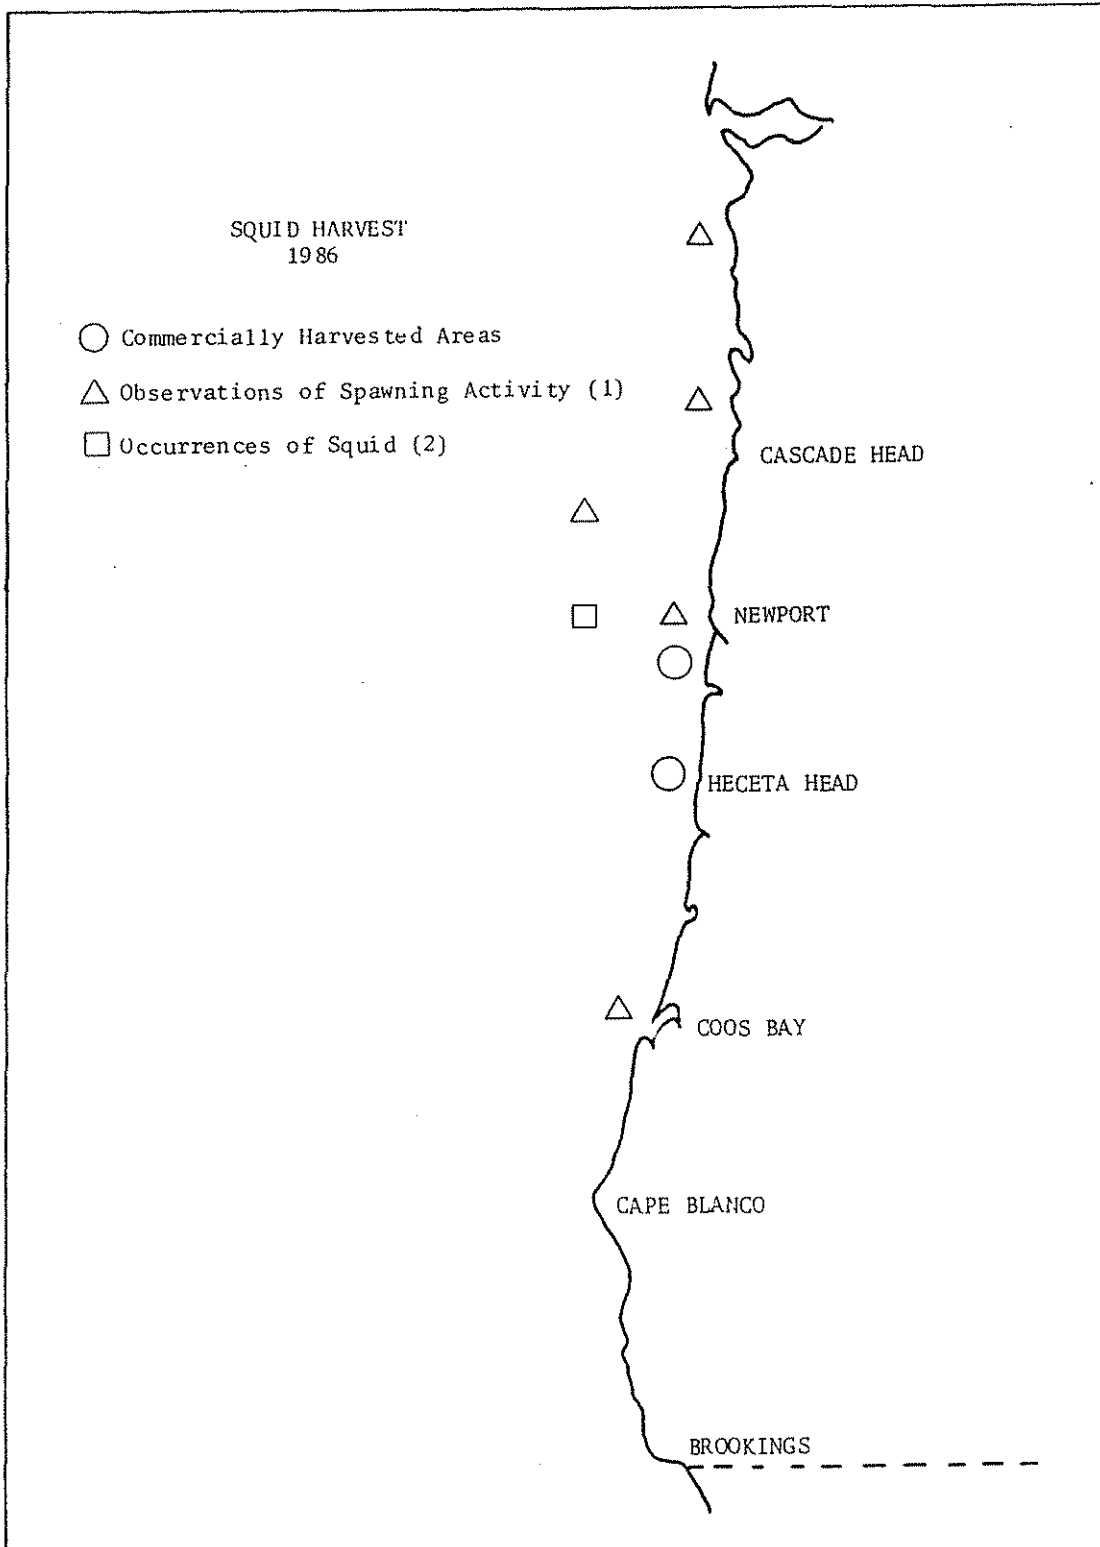 SQUID HARVEST
1986
Commercially Harvested Areas
Observations of Spawning Activity (1)
Occurrences of Squid (2)
CASCADE HEAD
NEWPORT
HECETA HEAD
COOS BAY
CAPE BLANCO
BROOKINGS